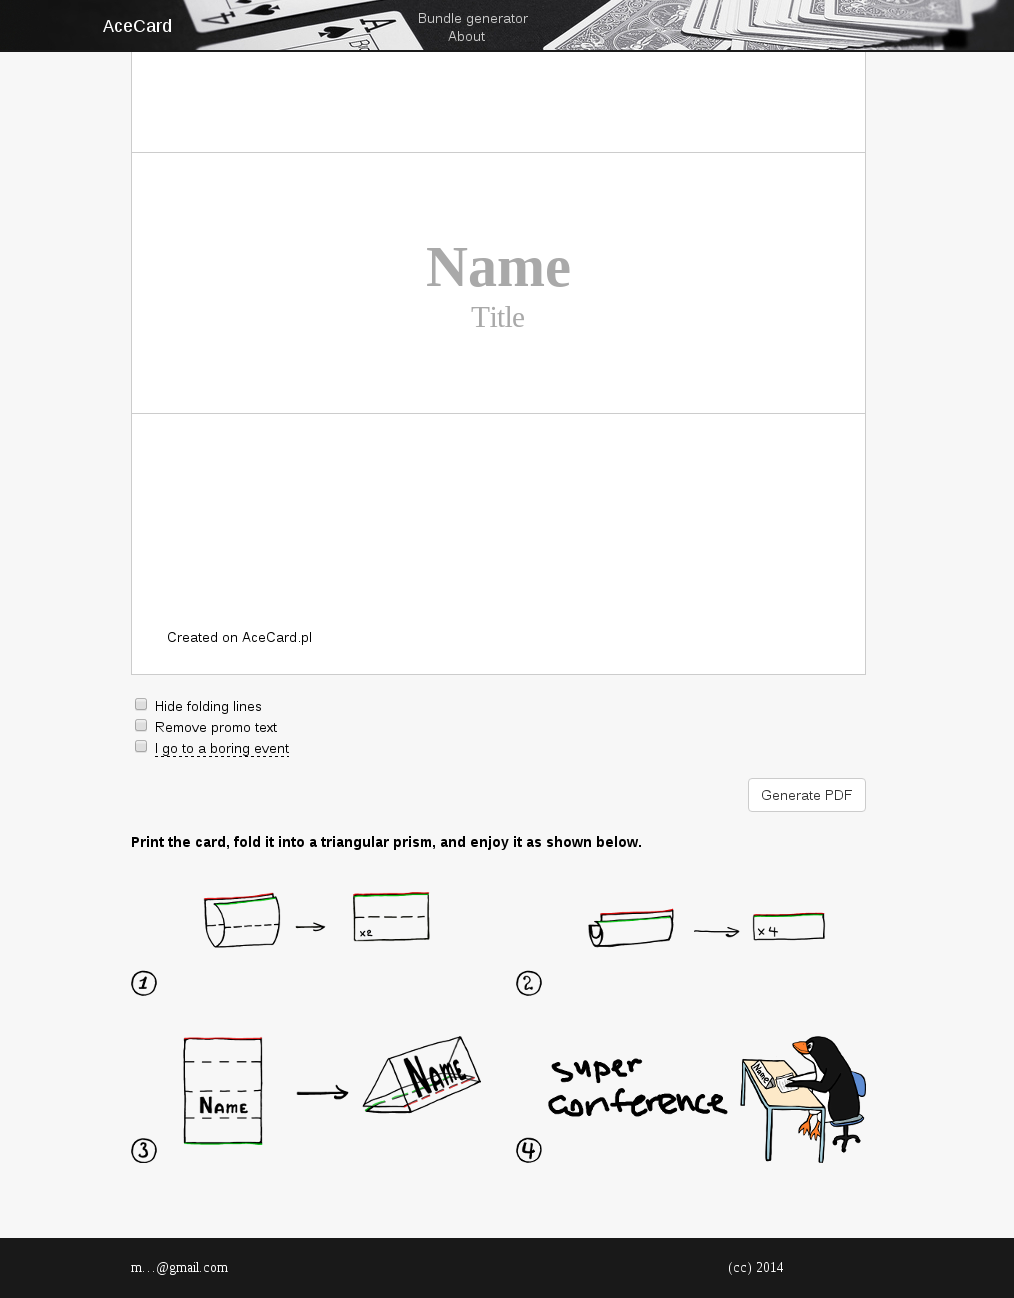 AceCard
Bundle generator
About
4
A
A
Name
Title
Created on AceCard.pl
Hide folding lines
Remove promo text
I go to a boring event
Generate PDF
Print the card, fold it into a triangular prism, and enjoy it as shown below.
x2
x4
1
2
NAME
NAME
super
conference
Name
3
4
m...@gmail.com
(cc) 2014